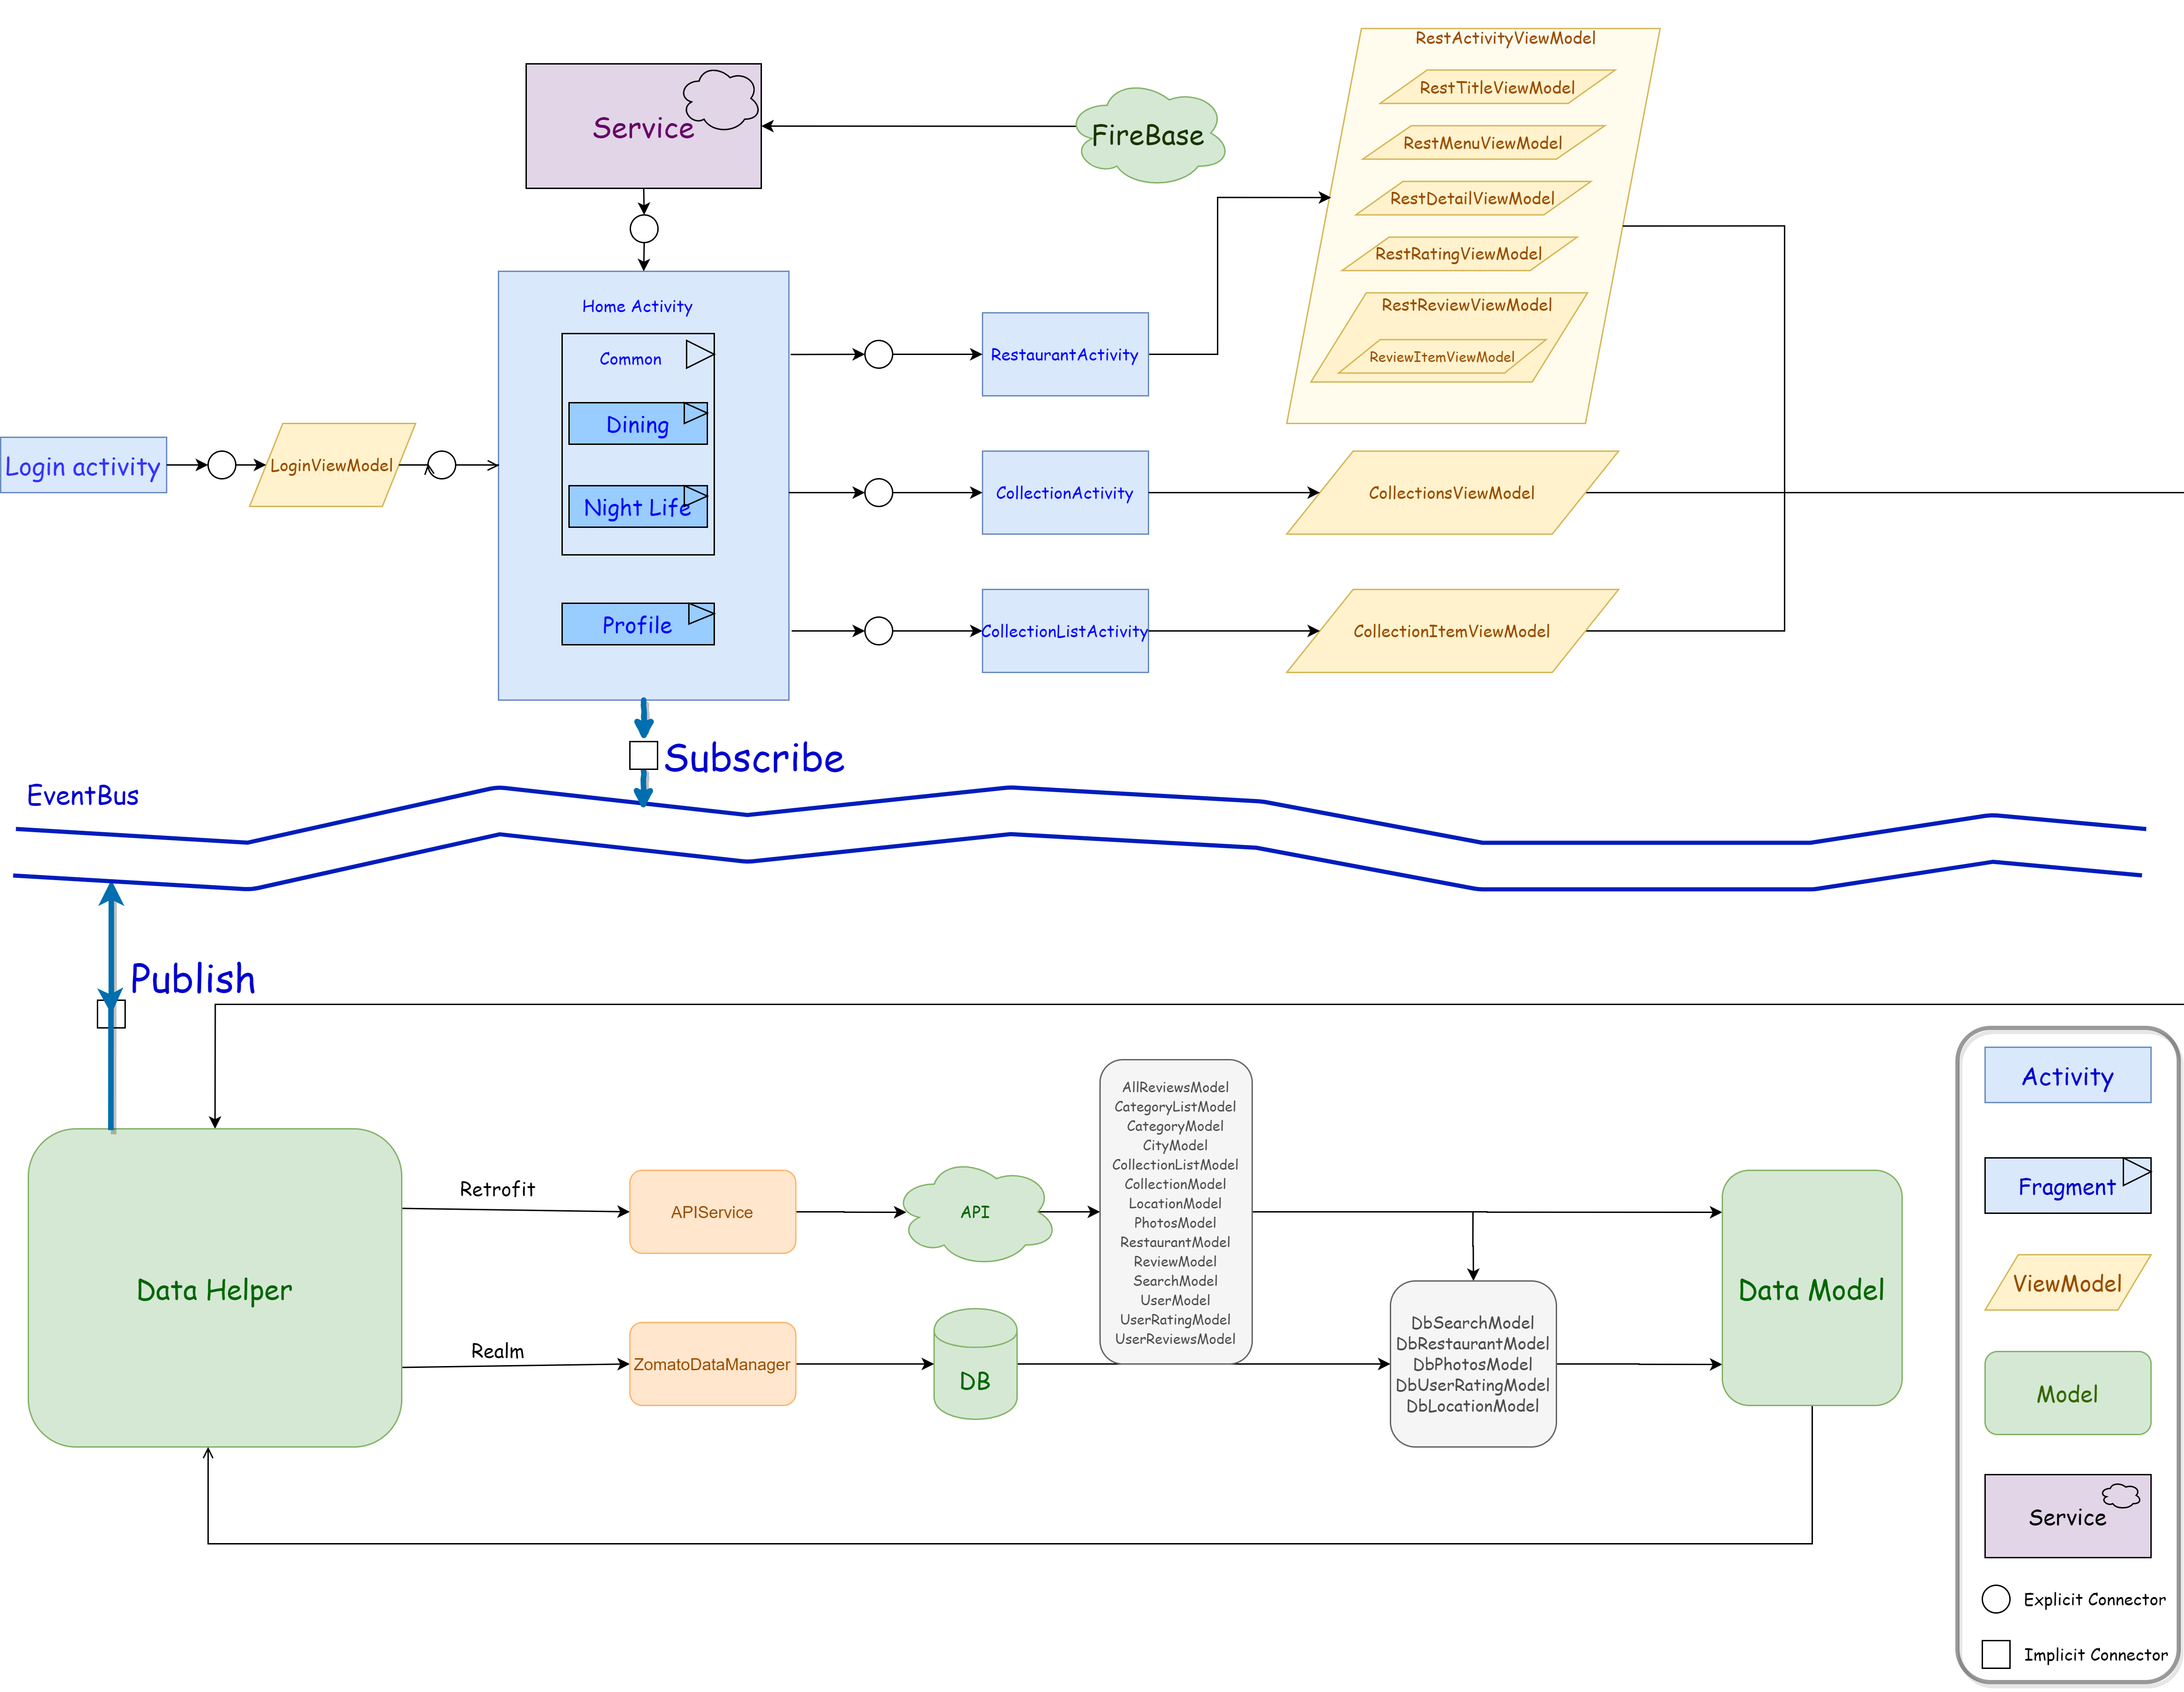 RestActivityViewModel
RestTitleViewModel
RestMenuViewModel
RestDetailViewModel
RestRatingViewModel
RestReviewViewModel
ReviewItemViewModel
Service
FireBase
Home Activity
Common
Dining
Night Life
Profile
Login activity
LoginViewModel
RestaurantActivity
CollectionActivity
CollectionsViewModel
CollectionListActivity
CollectionItemViewModel
Subscribe
EventBus
Publish
Data Helper
Retrofit
Realm
APIService
ZomatoDataManager
API
DB
AllReviewsModel
CategoryListModel
CategoryModel
CityModel
CollectionListModel
CollectionModel
LocationModel
PhotosModel
RestaurantModel
ReviewModel
SearchModel
UserModel
UserRatingModel
UserReviewsModel
DbSearchModel
DbRestaurantModel
DbPhotosModel
DbUserRatingModel
DbLocationModel
Data Model
Activity
Fragment
ViewModel
Model
Service
Explicit Connector
Implicit Connector